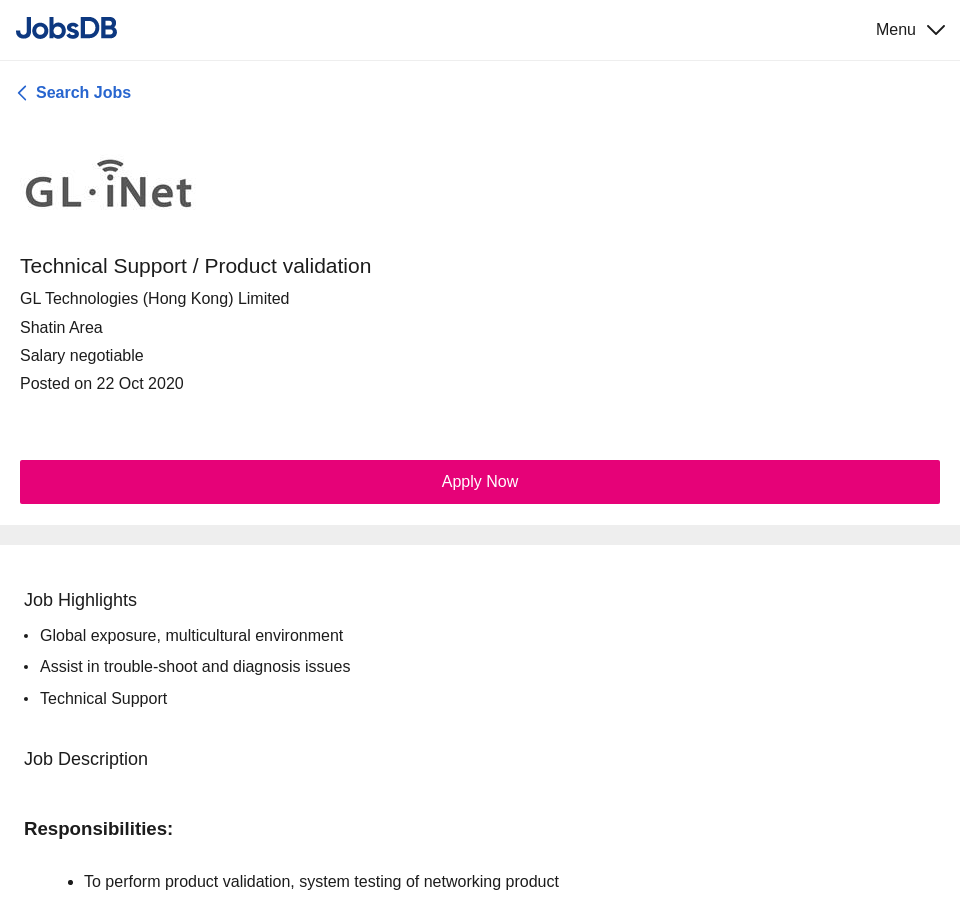 JobsDB
Menu
Search Jobs
GL·iNet
Technical Support / Product validation
GL Technologies (Hong Kong) Limited
Shatin Area
Salary negotiable
Posted on 22 Oct 2020
Apply Now
Job Highlights
• Global exposure, multicultural environment
• Assist in trouble-shoot and diagnosis issues
• Technical Support
Job Description
Responsibilities:
• To perform product validation, system testing of networking product